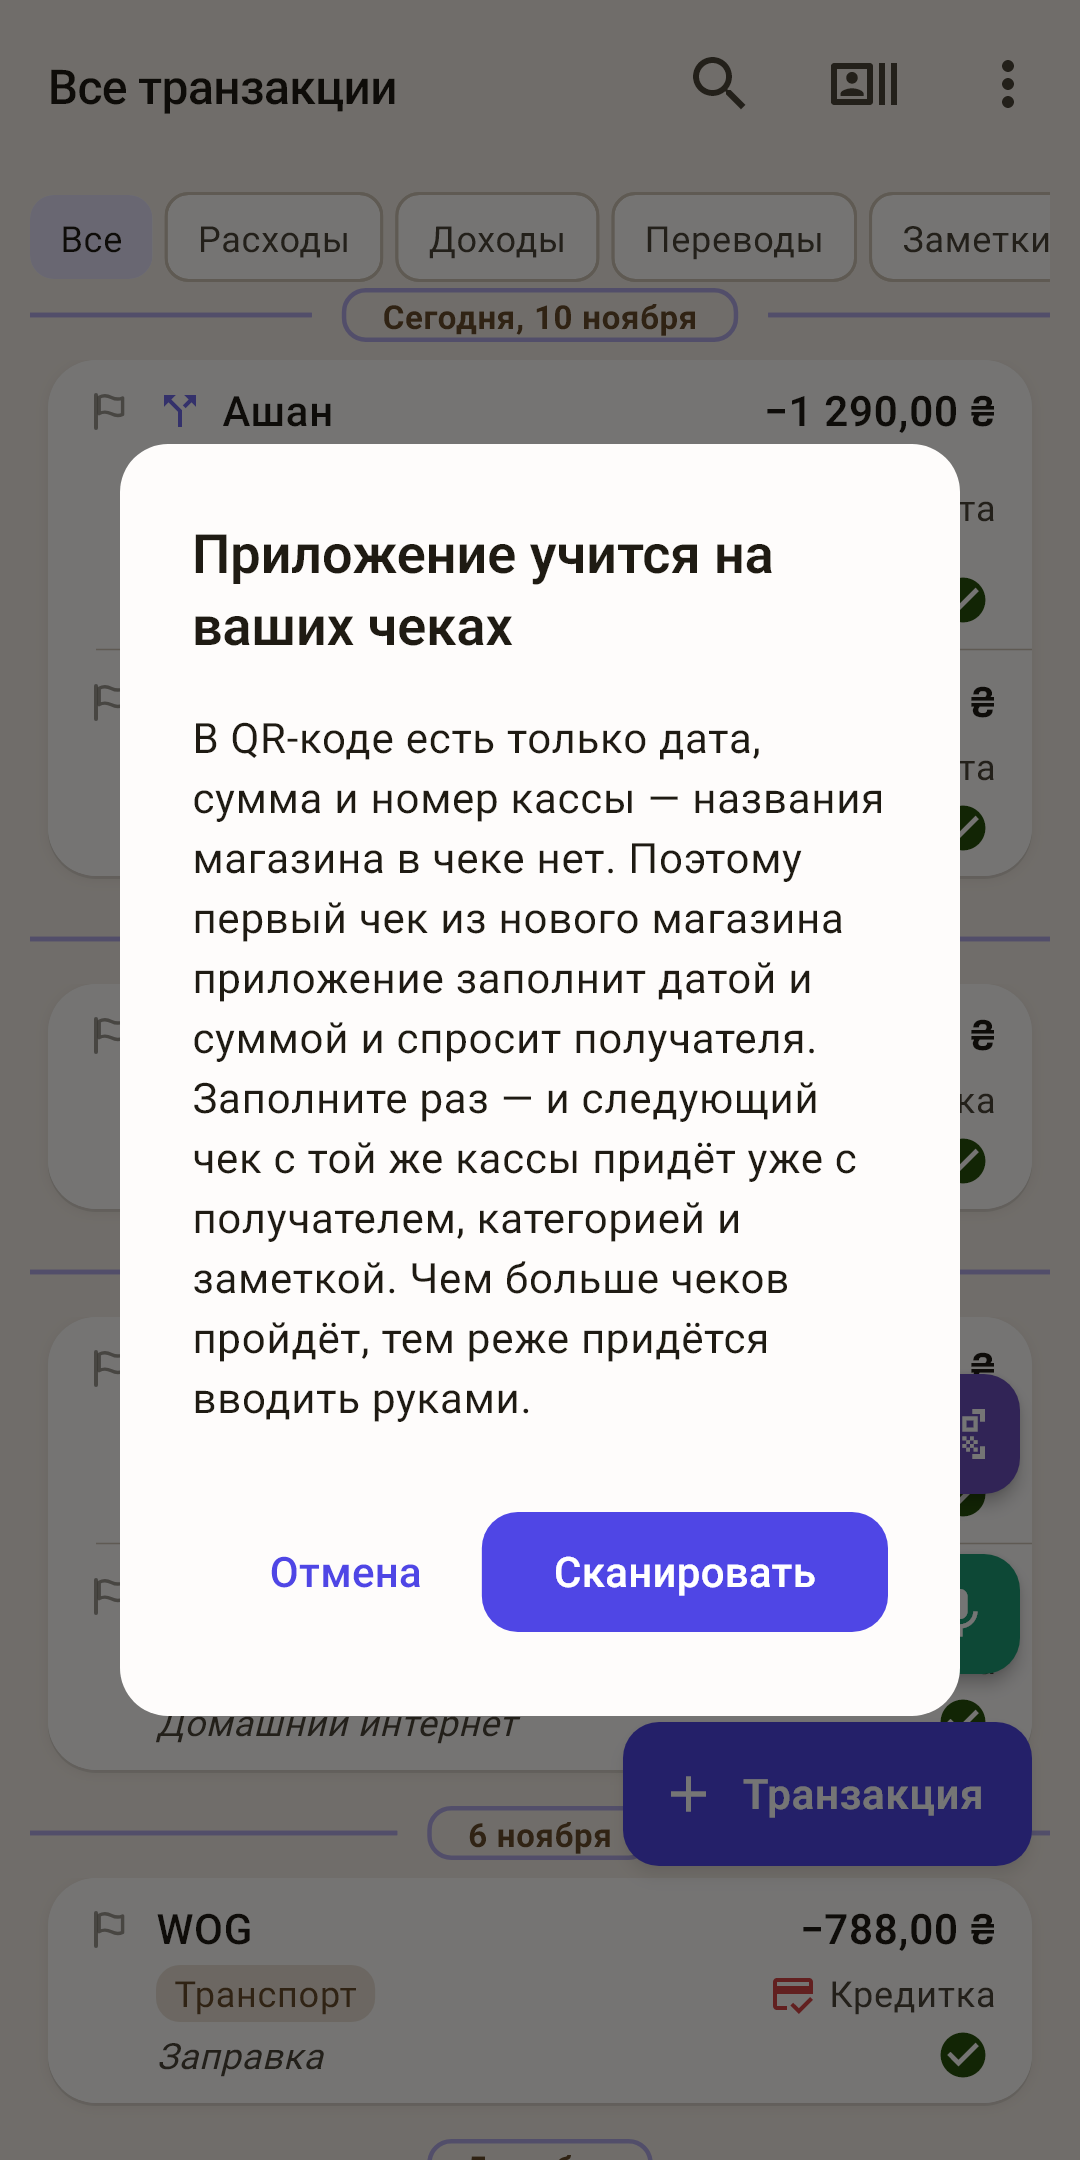 Все транзакции
Все
Расходы
Доходы
Переводы
Заметки
Сегодня, 10 ноября
Ашан
−1 290,00 ₴
Приложение учится на
ваших чеках
В QR-коде есть только дата,
сумма и номер кассы — названия
магазина в чеке нет. Поэтому
первый чек из нового магазина
приложение заполнит датой и
суммой и спросит получателя.
Заполните раз — и следующий
чек с той же кассы придёт уже с
получателем, категорией и
заметкой. Чем больше чеков
пройдёт, тем реже придётся
вводить руками.
Отмена
Сканировать
₴
₴
₴
Домашний интернет
Транзакция
6 ноября
WOG
−788,00 ₴
Транспорт
Кредитка
Заправка